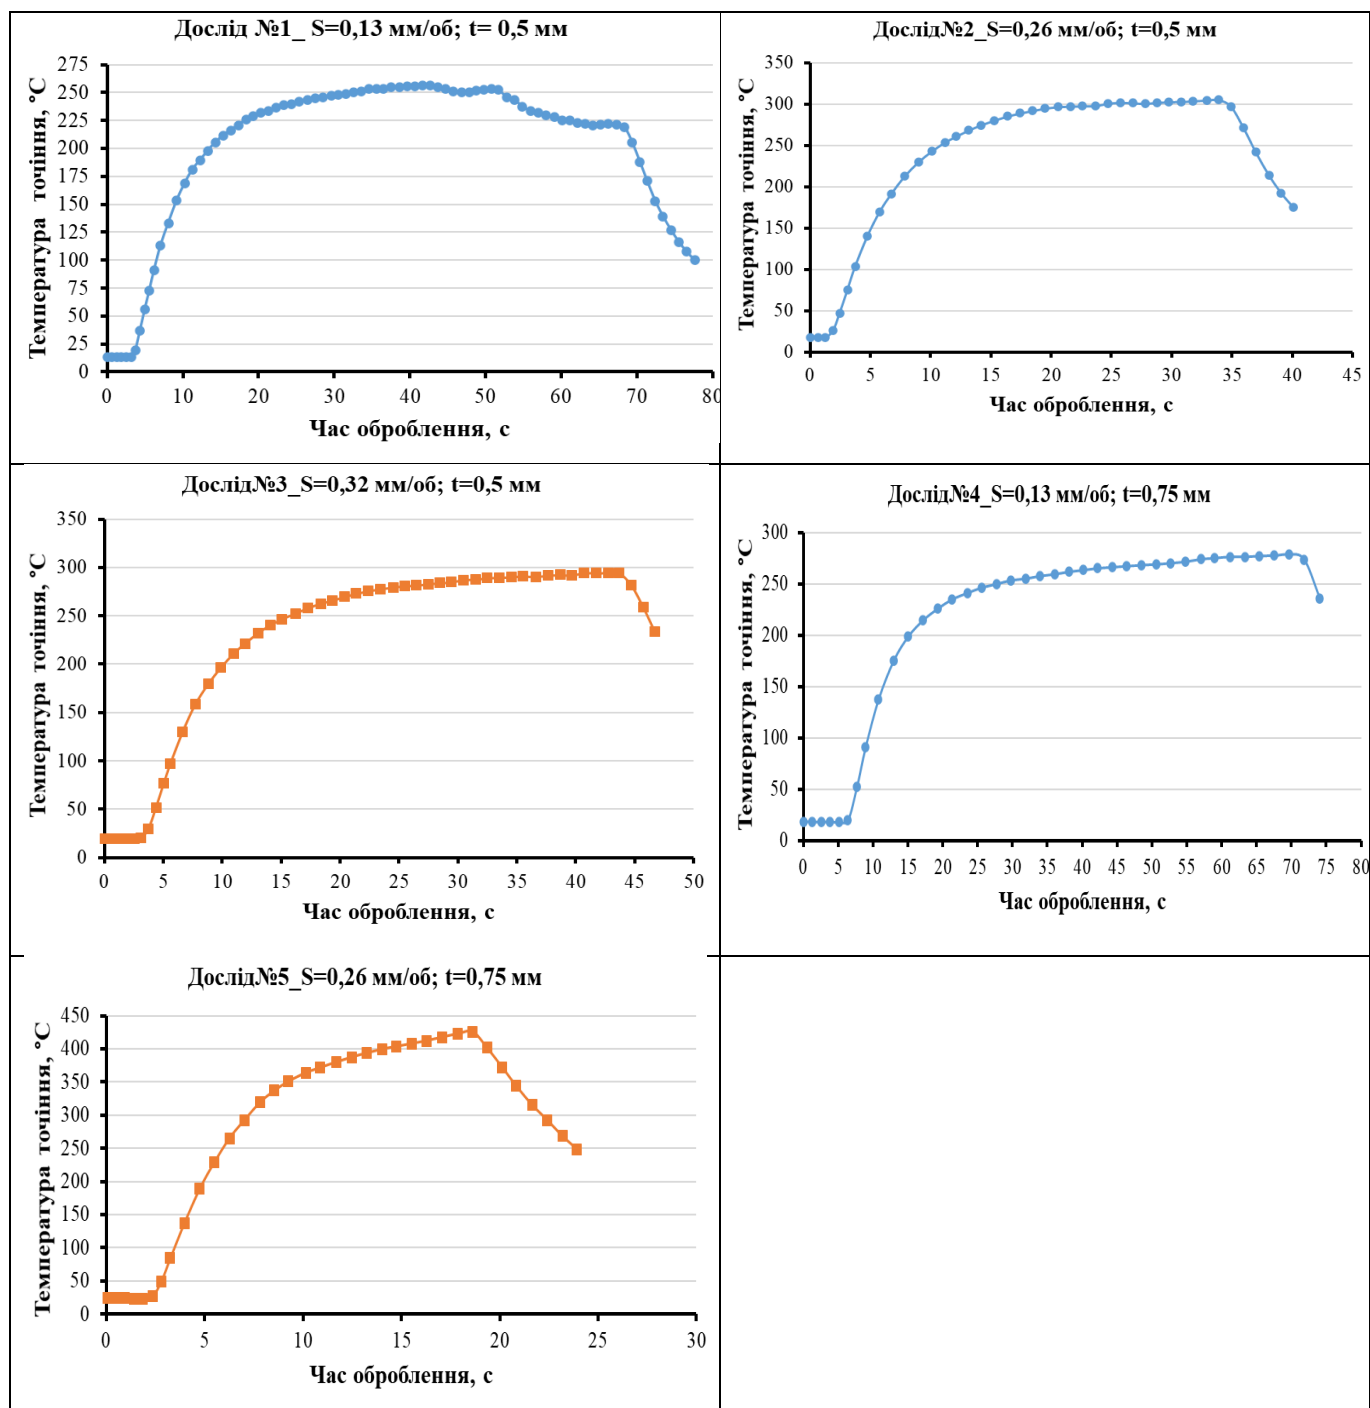 Дослід №1_ S=0,13 мм/об; t= 0,5 мм
Температура точіння, °С
275
250
225
200
175
150
125
100
75
50
25
0
0 10 20 30 40 50 60 70 80
Час оброблення, с
Дослід№2_S=0,26 мм/об; t=0,5 мм
Температура точіння, °С
350
300
250
200
150
100
50
0
0 5 10 15 20 25 30 35 40 45
Час оброблення, с
Дослід№3_S=0,32 мм/об; t=0,5 мм
Температура точіння, °С
350
300
250
200
150
100
50
0
0 5 10 15 20 25 30 35 40 45 50
Час оброблення, с
Дослід№4_S=0,13 мм/об; t=0,75 мм
Температура точіння, °С
300
250
200
150
100
50
0
0 5 10 15 20 25 30 35 40 45 50 55 60 65 70 75 80
Час оброблення, с
Дослід№5_S=0,26 мм/об; t=0,75 мм
Температура точіння, °С
450
400
350
300
250
200
150
100
50
0
0 5 10 15 20 25 30
Час оброблення, с